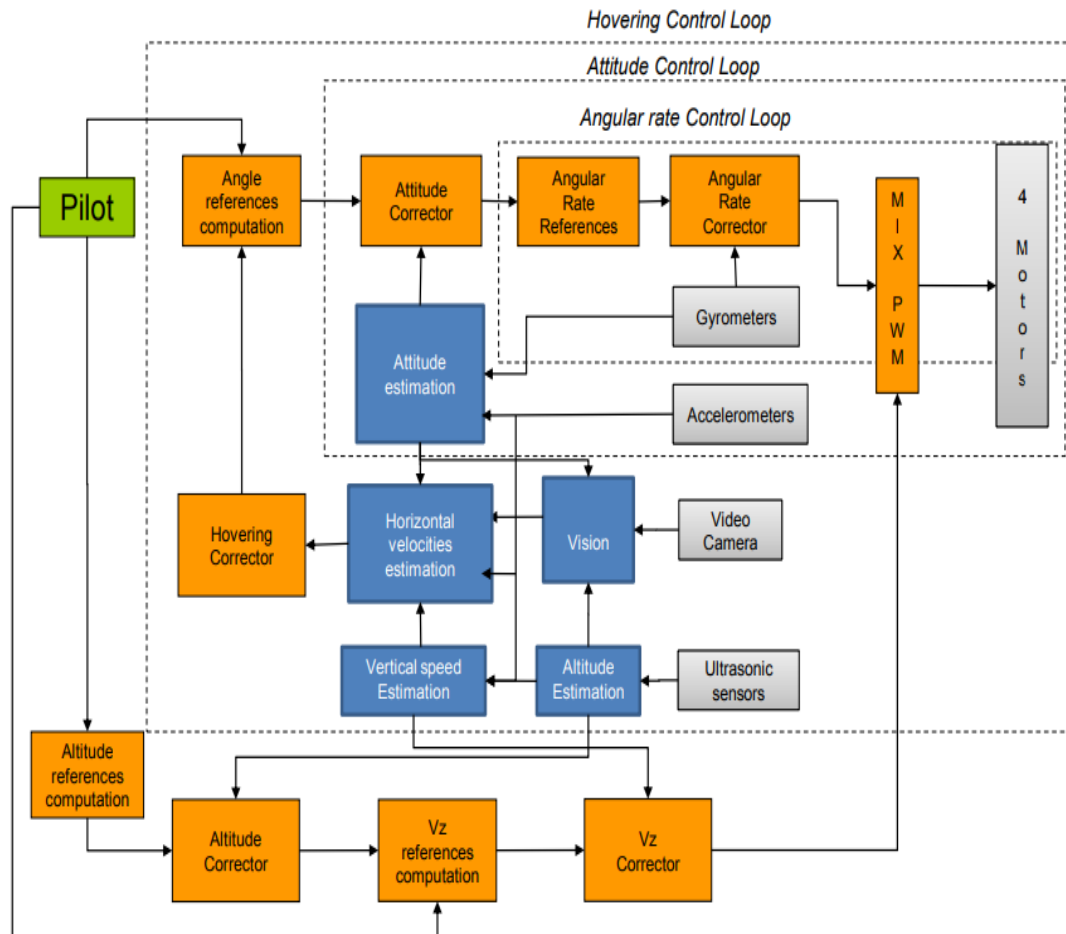 Hovering Control Loop
Attitude Control Loop
Angular rate Control Loop
Pilot
Angle
references
computation
Attitude
Corrector
Angular
Rate
References
Angular
Rate
Corrector
M
I
X
P
W
M
4
M
o
t
o
r
s
Gyrometers
Attitude
estimation
Accelerometers
Hovering
Corrector
Horizontal
velocities
estimation
Vision
Video
Camera
Vertical speed
Estimation
Altitude
Estimation
Ultrasonic
sensors
Altitude
references
computation
Altitude
Corrector
Vz
references
computation
Vz
Corrector